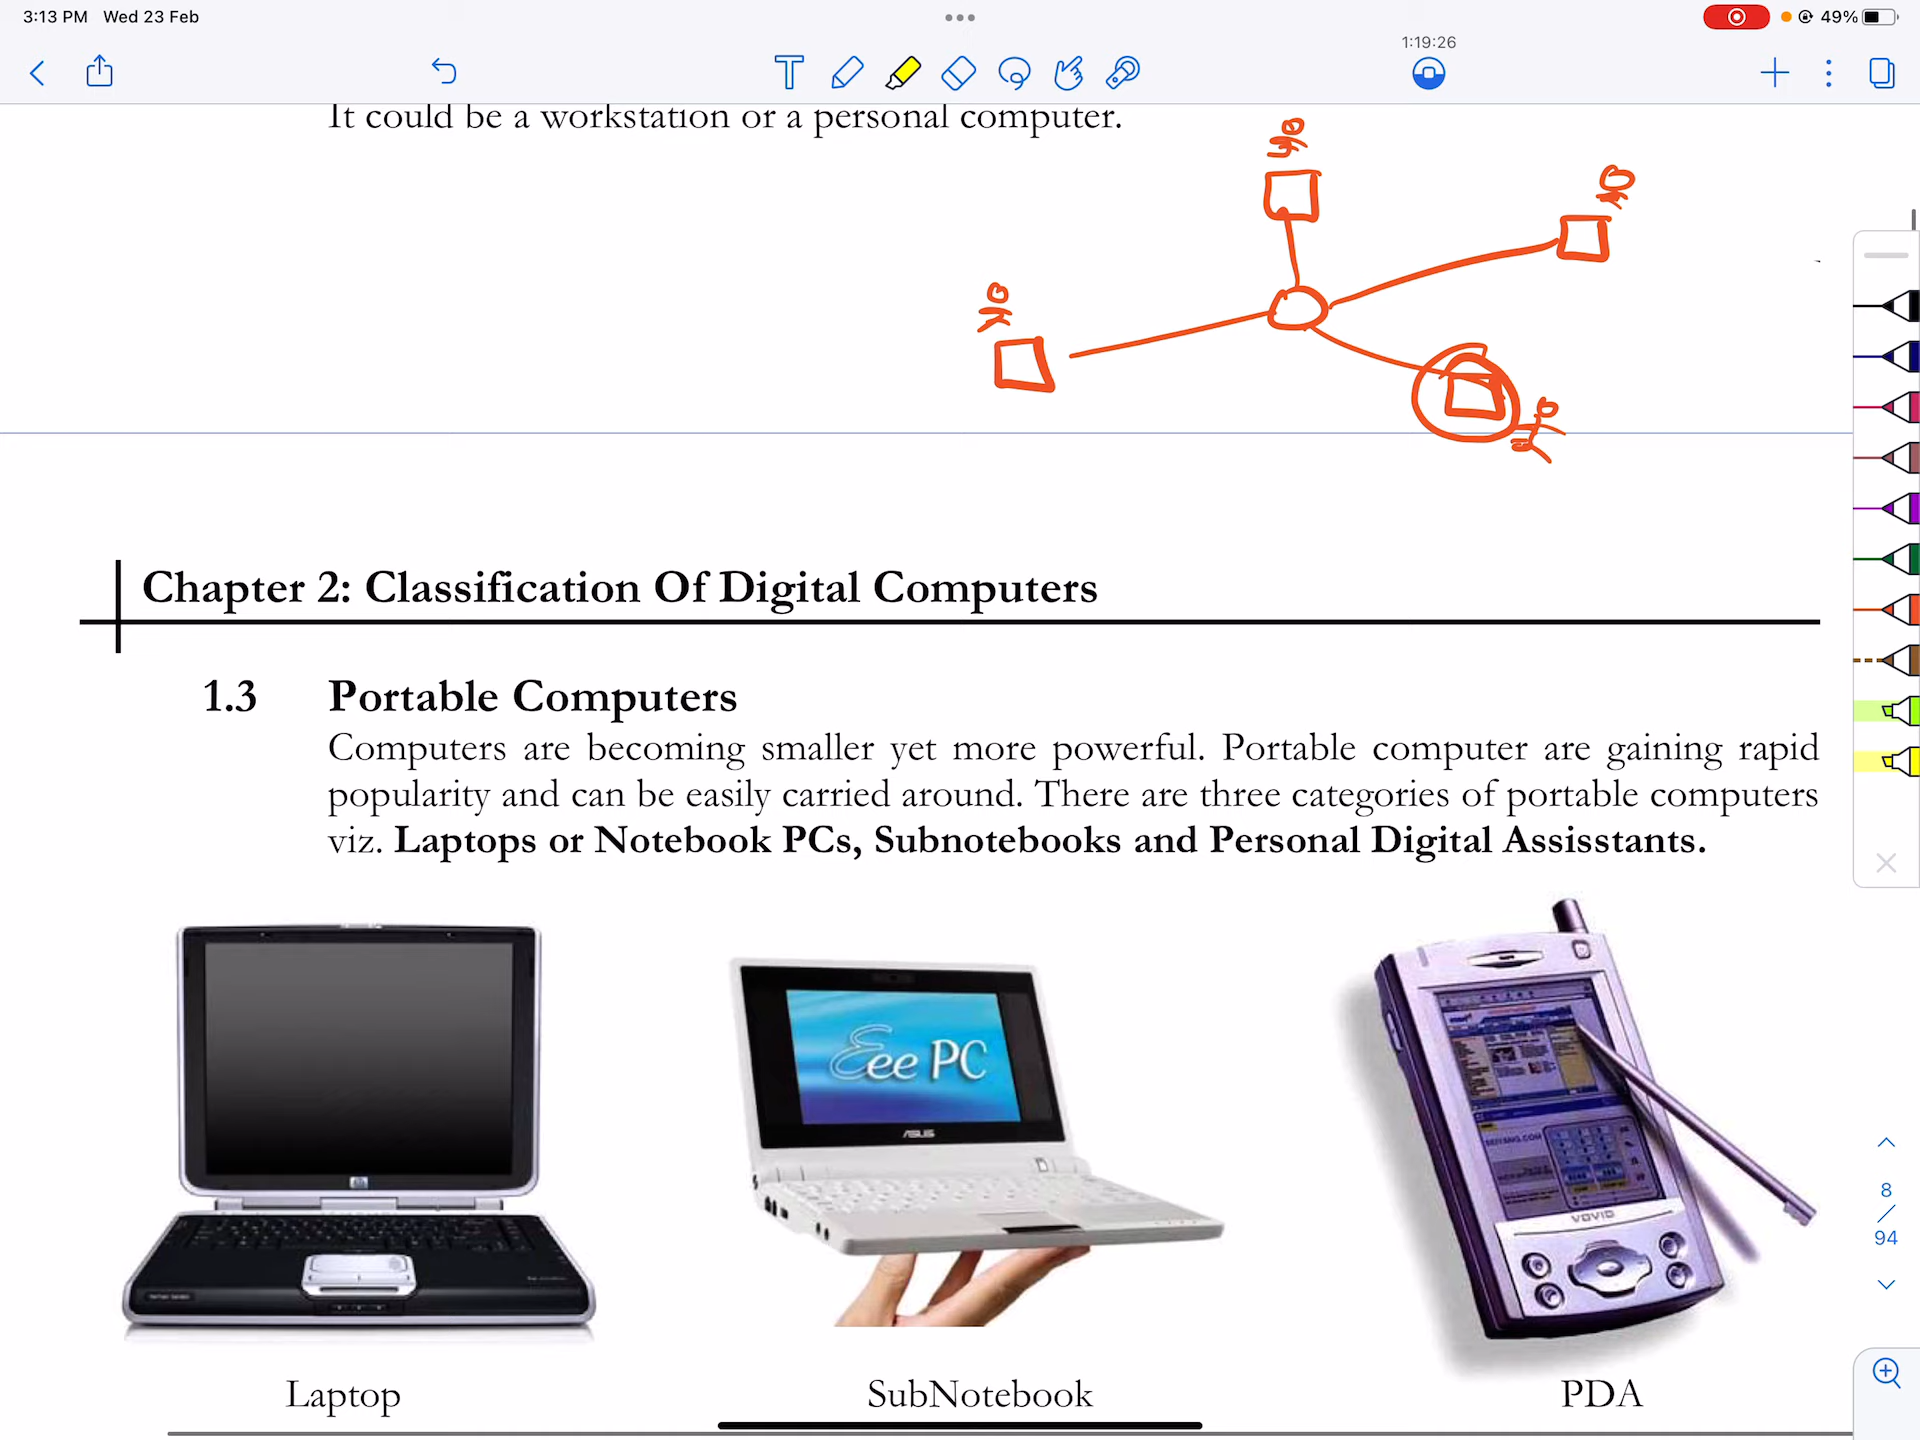 3:13 PM Wed 23 Feb
49%
1:19:26
T
It could be a workstation or a personal computer.
Chapter 2: Classification Of Digital Computers
1.3 Portable Computers
Computers are becoming smaller yet more powerful. Portable computer are gaining rapid
popularity and can be easily carried around. There are three categories of portable computers
viz. Laptops or Notebook PCs, Subnotebooks and Personal Digital Assisstants.
Eee PC
ASUS
hp
VOVIO
8
/
94
Laptop
SubNotebook
PDA